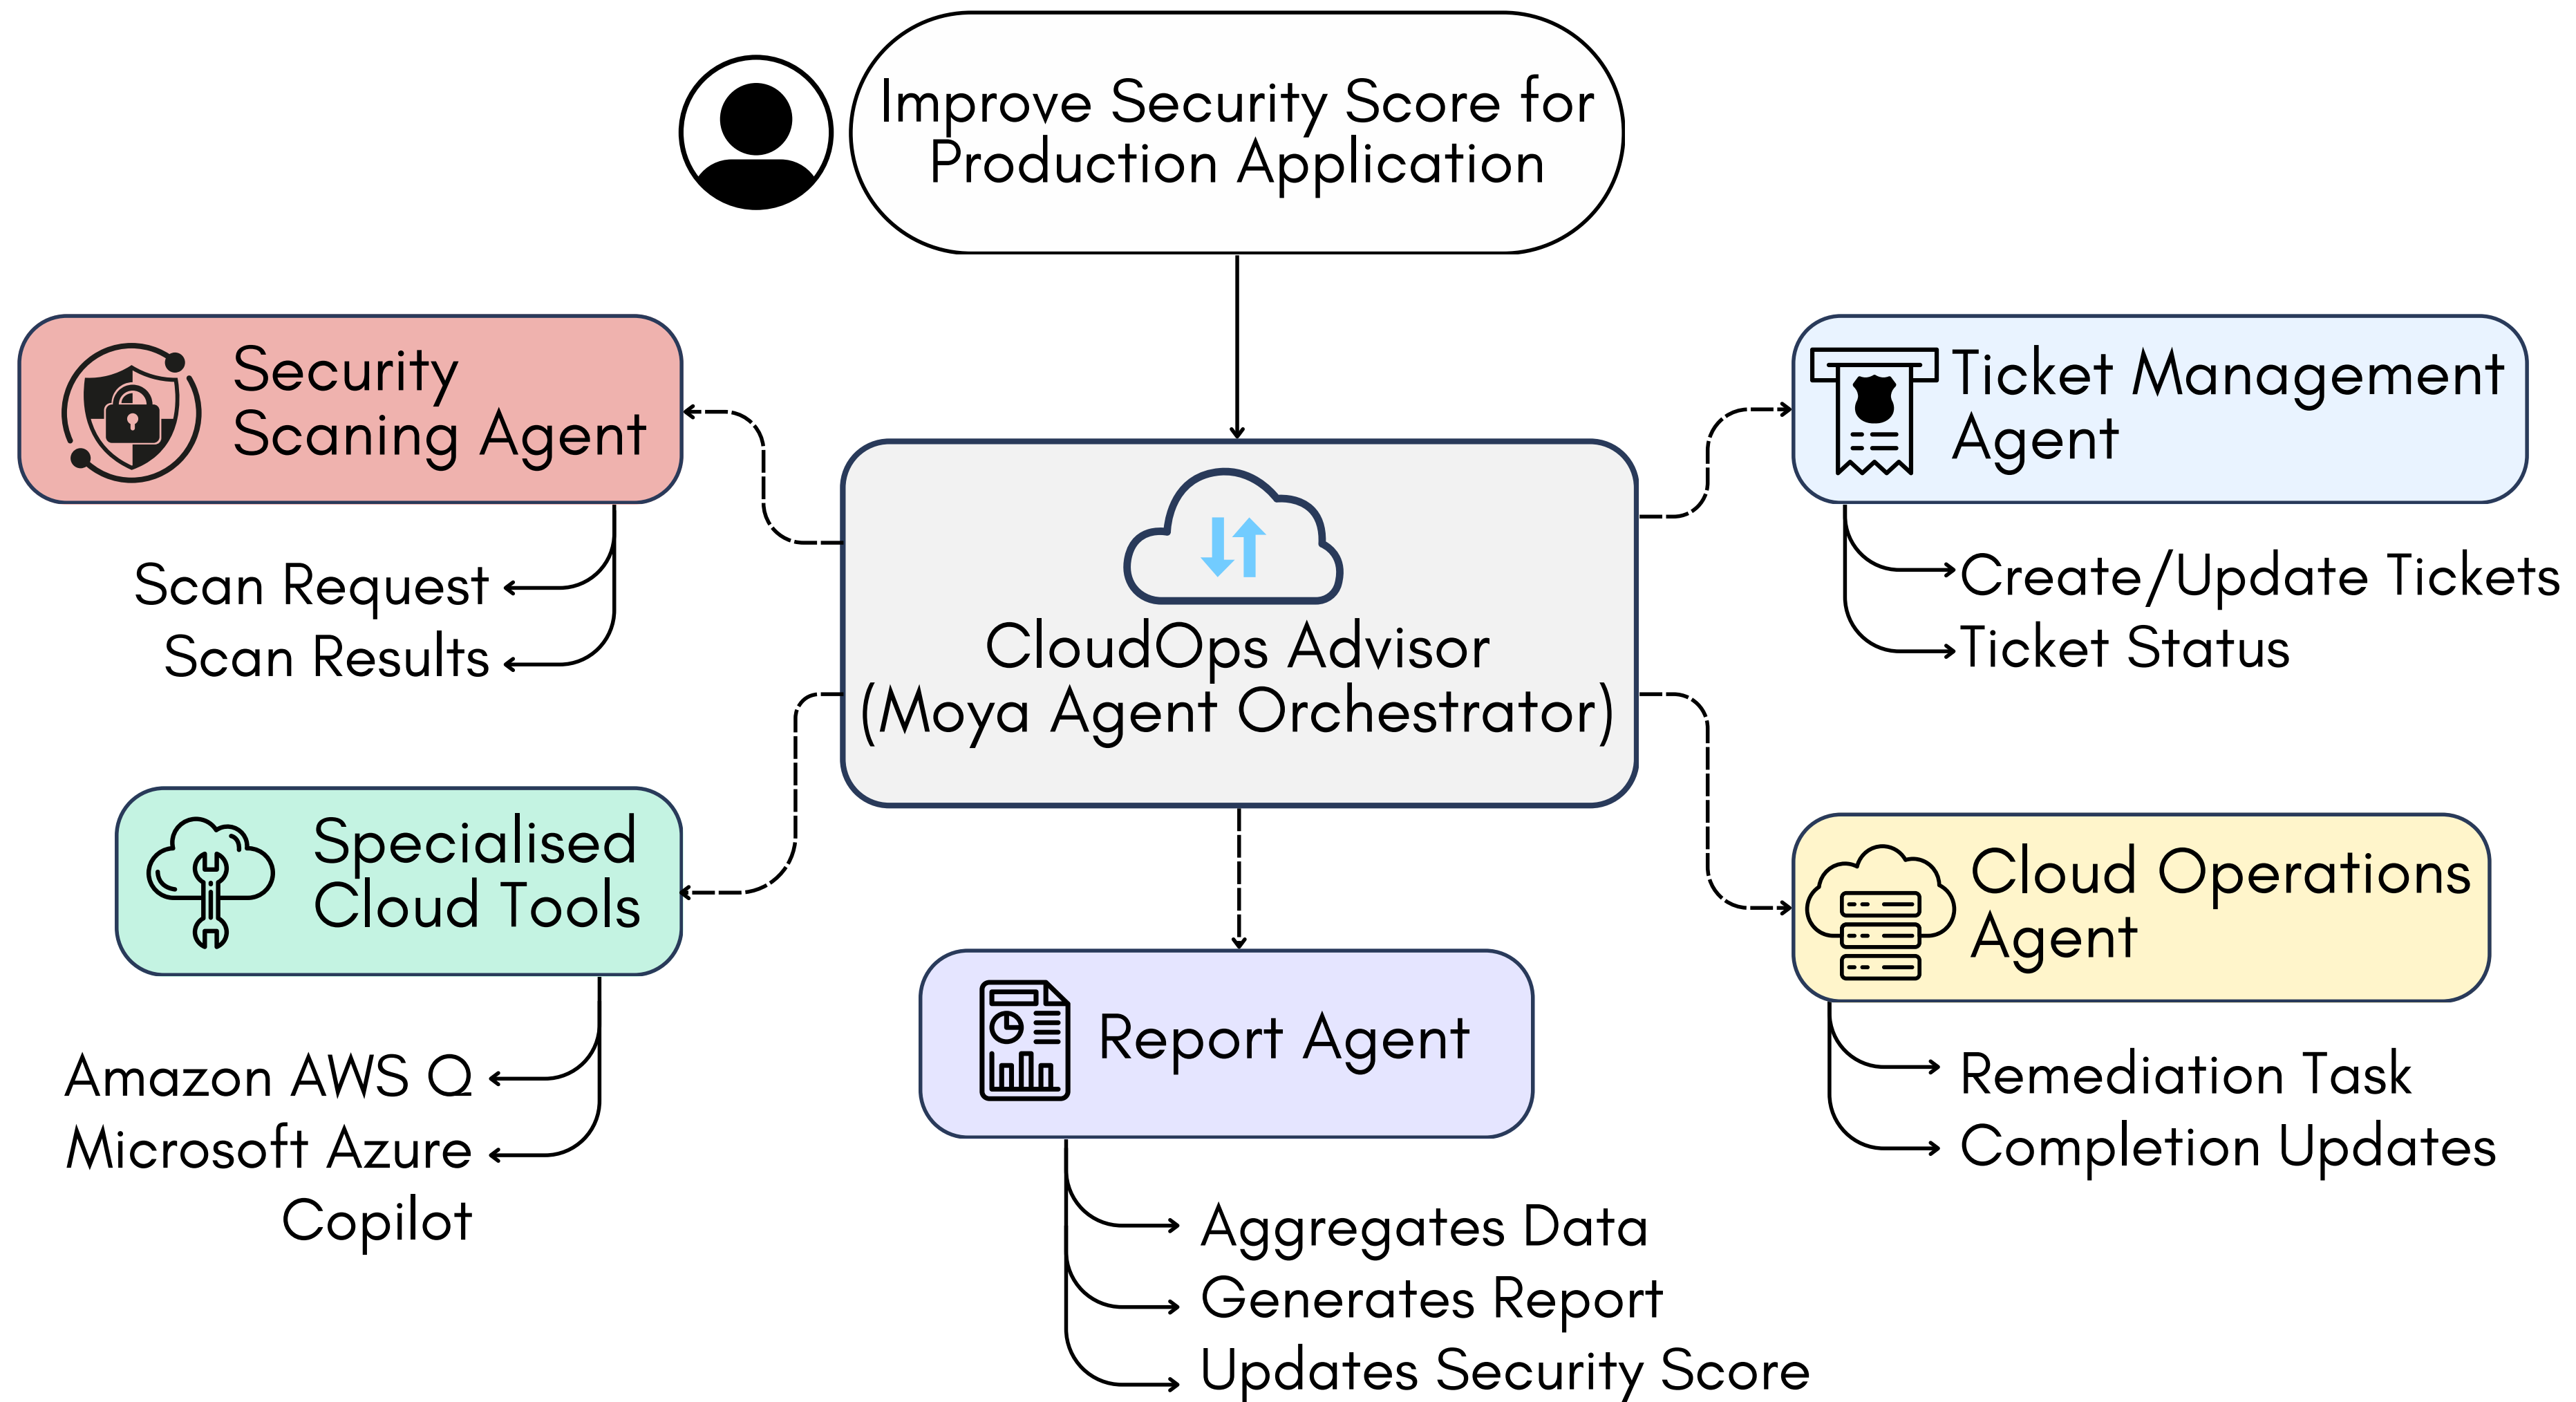 Improve Security Score for
Production Application
Security
Scaning Agent
Scan Request
Scan Results
Ticket Management
Agent
Create/Update Tickets
Ticket Status
CloudOps Advisor
(Moya Agent Orchestrator)
Specialised
Cloud Tools
Amazon AWS Q
Microsoft Azure
Copilot
Cloud Operations
Agent
Remediation Task
Completion Updates
Report Agent
Aggregates Data
Generates Report
Updates Security Score